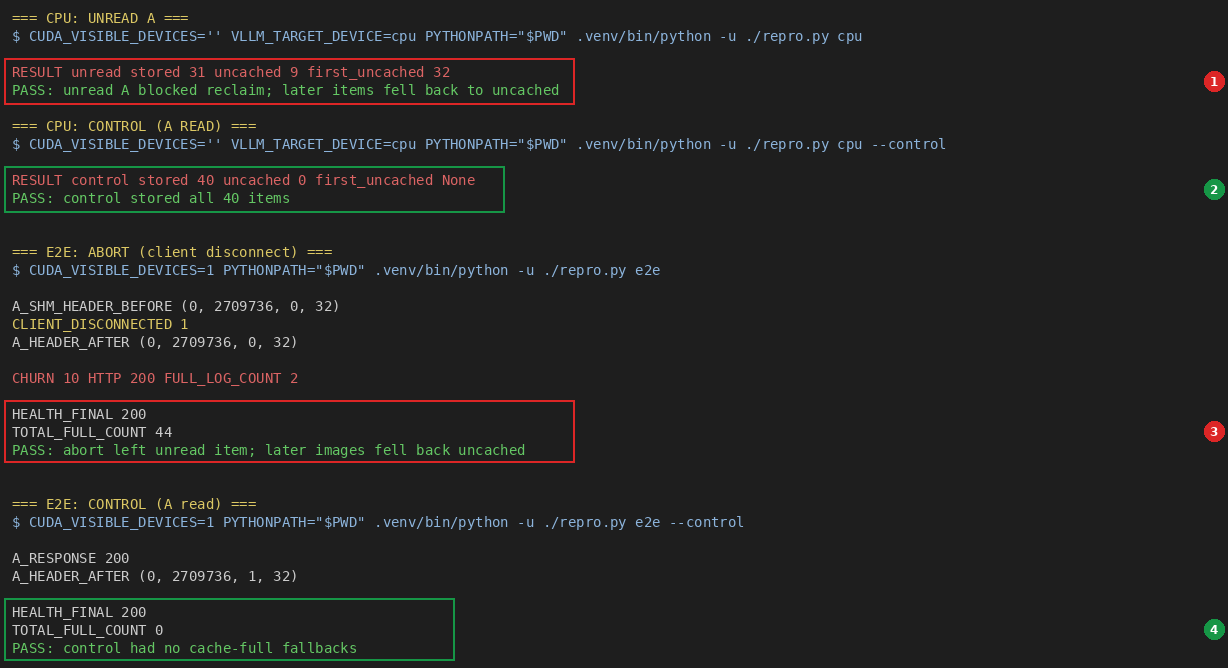 === CPU: UNREAD A ===
$ CUDA_VISIBLE_DEVICES='' VLLM_TARGET_DEVICE=cpu PYTHONPATH="$PWD" .venv/bin/python -u ./repro.py cpu
RESULT unread stored 31 uncached 9 first_uncached 32
PASS: unread A blocked reclaim; later items fell back to uncached
1
=== CPU: CONTROL (A READ) ===
$ CUDA_VISIBLE_DEVICES='' VLLM_TARGET_DEVICE=cpu PYTHONPATH="$PWD" .venv/bin/python -u ./repro.py cpu --control
RESULT control stored 40 uncached 0 first_uncached None
PASS: control stored all 40 items
2
=== E2E: ABORT (client disconnect) ===
$ CUDA_VISIBLE_DEVICES=1 PYTHONPATH="$PWD" .venv/bin/python -u ./repro.py e2e
A_SHM_HEADER_BEFORE (0, 2709736, 0, 32)
CLIENT_DISCONNECTED 1
A_HEADER_AFTER (0, 2709736, 0, 32)
CHURN 10 HTTP 200 FULL_LOG_COUNT 2
HEALTH_FINAL 200
TOTAL_FULL_COUNT 44
PASS: abort left unread item; later images fell back uncached
3
=== E2E: CONTROL (A read) ===
$ CUDA_VISIBLE_DEVICES=1 PYTHONPATH="$PWD" .venv/bin/python -u ./repro.py e2e --control
A_RESPONSE 200
A_HEADER_AFTER (0, 2709736, 1, 32)
HEALTH_FINAL 200
TOTAL_FULL_COUNT 0
PASS: control had no cache-full fallbacks
4